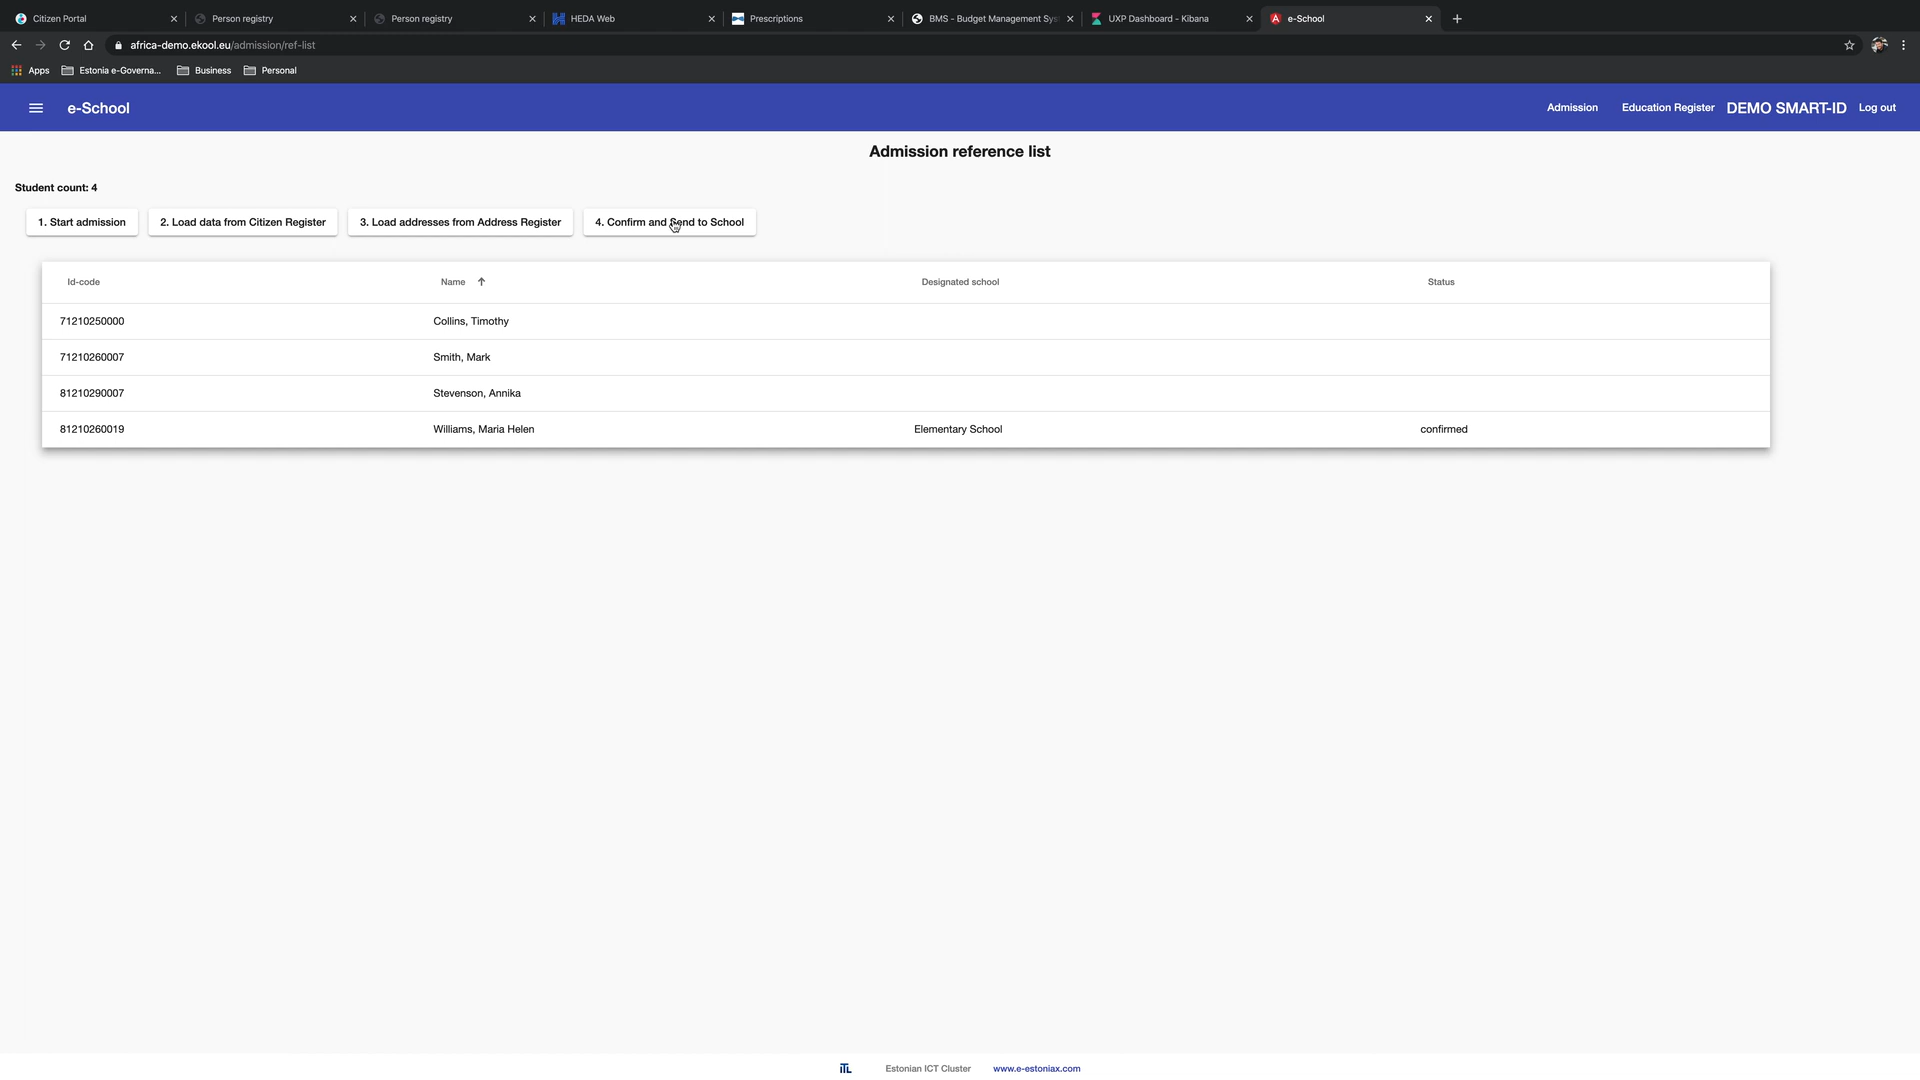 Citizen Portal
Person registry
Person registry
HEDA Web
Prescriptions
BMS - Budget Management Sys
UXP Dashboard - Kibana
e-School
africa-demo.ekool.eu/admission/ref-list
Apps
Estonia e-Governa...
Business
Personal
e-School
Admission
Education Register
DEMO SMART-ID
Log out
Admission reference list
Student count: 4
1. Start admission
2. Load data from Citizen Register
3. Load addresses from Address Register
4. Confirm and Send to School
Id-code Name Designated school Status
71210250000 Collins, Timothy
71210260007 Smith, Mark
81210290007 Stevenson, Annika
81210260019 Williams, Maria Helen Elementary School confirmed
ITL Estonian ICT Cluster www.e-estoniax.com